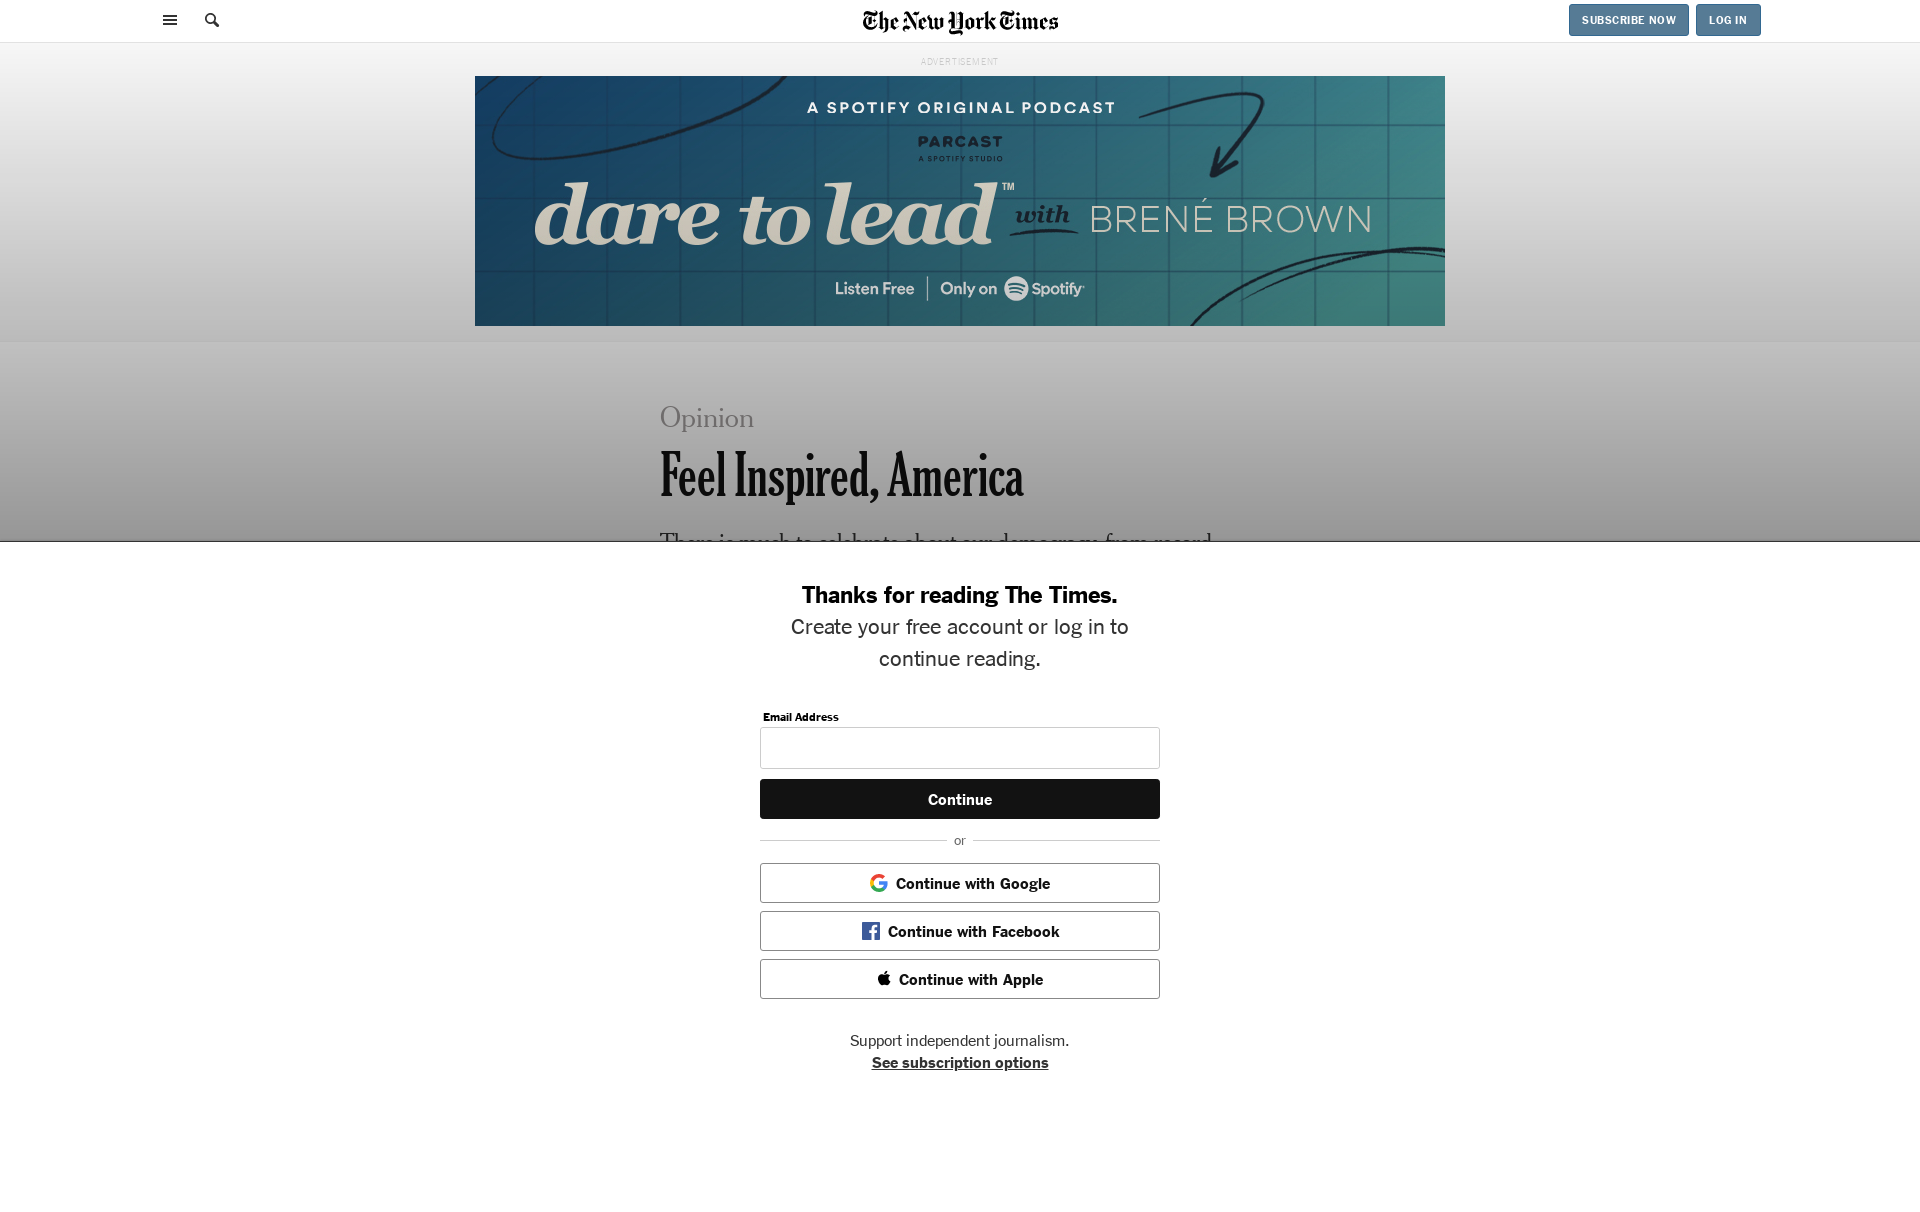 The New York Times
SUBSCRIBE NOW
LOG IN
ADVERTISEMENT
A SPOTIFY ORIGINAL PODCAST
PARCAST
A SPOTIFY STUDIO
dare to lead™ with BRENÉ BROWN
Listen Free | Only on Spotify
Opinion
Feel Inspired, America
There is much to celebrate about our democracy, from record
Thanks for reading The Times.
Create your free account or log in to
continue reading.
Email Address
Continue
or
Continue with Google
Continue with Facebook
Continue with Apple
Support independent journalism.
See subscription options